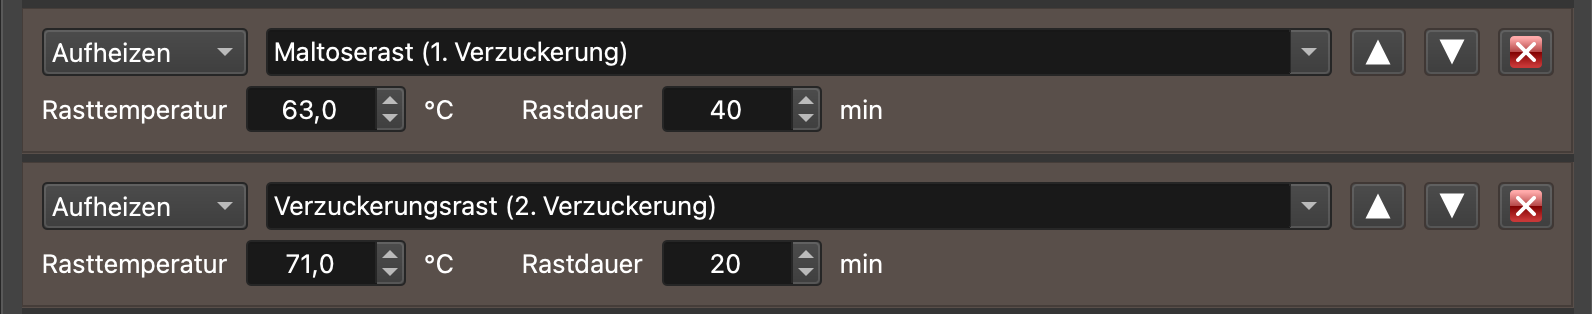 Aufheizen Maltoserast (1. Verzuckerung)
Rasttemperatur 63,0 °C Rastdauer 40 min
Aufheizen Verzuckerungsrast (2. Verzuckerung)
Rasttemperatur 71,0 °C Rastdauer 20 min